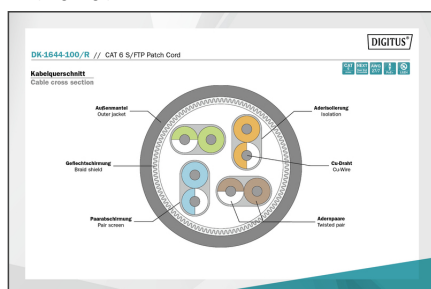 DIGITUS®
DK-1644-100/R // CAT 6 S/FTP Patch Cord
Kabelquerschnitt
Cable cross section
Außenmantel
Outer jacket
Aderisolierung
Isolation
Geflechtschirmung
Braid shield
Cu-Draht
Cu-Wire
Paarabschirmung
Pair screen
Aderspaare
Twisted pair